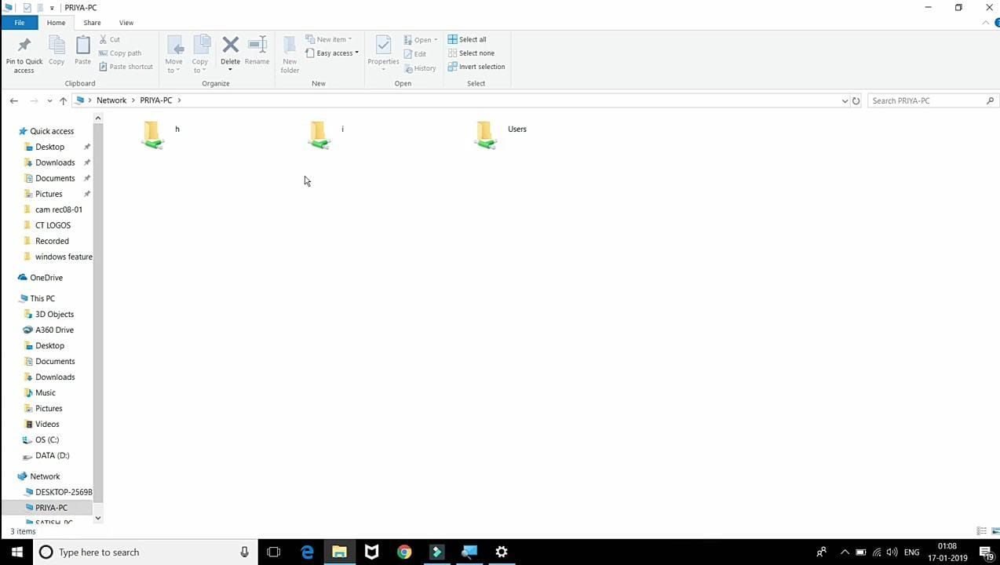 PRIYA-PC
File Home Share View
Pin to Quick access
Copy
Paste
Cut
Copy path
Paste shortcut
Clipboard
Move to
Copy to
Delete
Rename
Organize
New folder
New item
Easy access
New
Properties
Open
Edit
History
Open
Select all
Select none
Invert selection
Select
Network > PRIYA-PC >
Search PRIYA-PC
h
i
Users
Quick access
Desktop
Downloads
Documents
Pictures
cam rec08-01
CT LOGOS
Recorded
windows feature
OneDrive
This PC
3D Objects
A360 Drive
Desktop
Documents
Downloads
Music
Pictures
Videos
OS (C:)
DATA (D:)
Network
DESKTOP-2569B
PRIYA-PC
SATISH-PC
3 items
Type here to search
ENG
01:08
17-01-2019
19